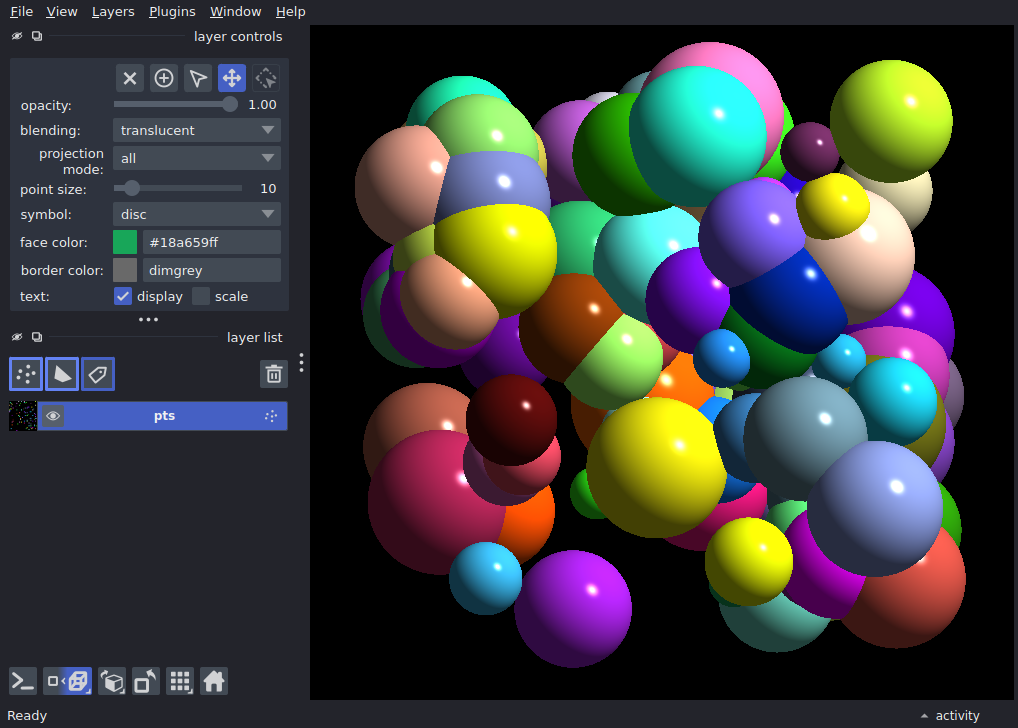 File View Layers Plugins Window Help
layer controls
opacity: 1.00
blending: translucent
projection mode: all
point size: 10
symbol: disc
face color: #18a659ff
border color: dimgrey
text: display scale
layer list
pts
Ready activity